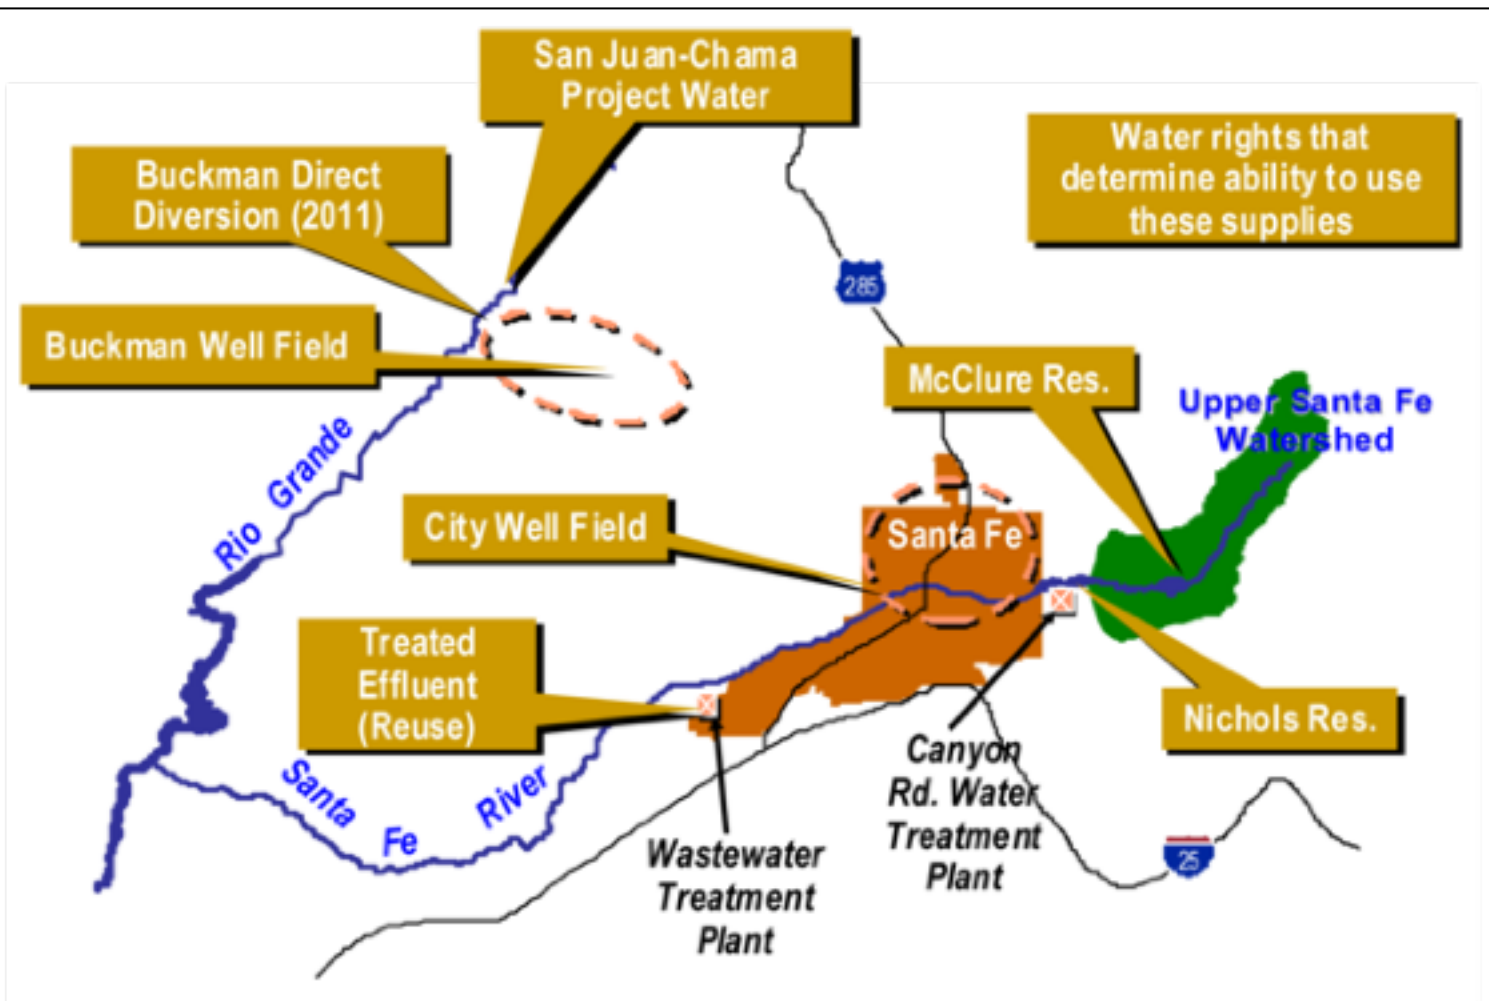 San Juan-Chama
Project Water
Buckman Direct
Diversion (2011)
Water rights that
determine ability to use
these supplies
285
Buckman Well Field
McClure Res.
Upper Santa Fe
Watershed
Rio Grande
City Well Field
Santa Fe
Treated
Effluent
(Reuse)
Nichols Res.
Canyon
Rd. Water
Treatment
Plant
Santa Fe River
Wastewater
Treatment
Plant
25